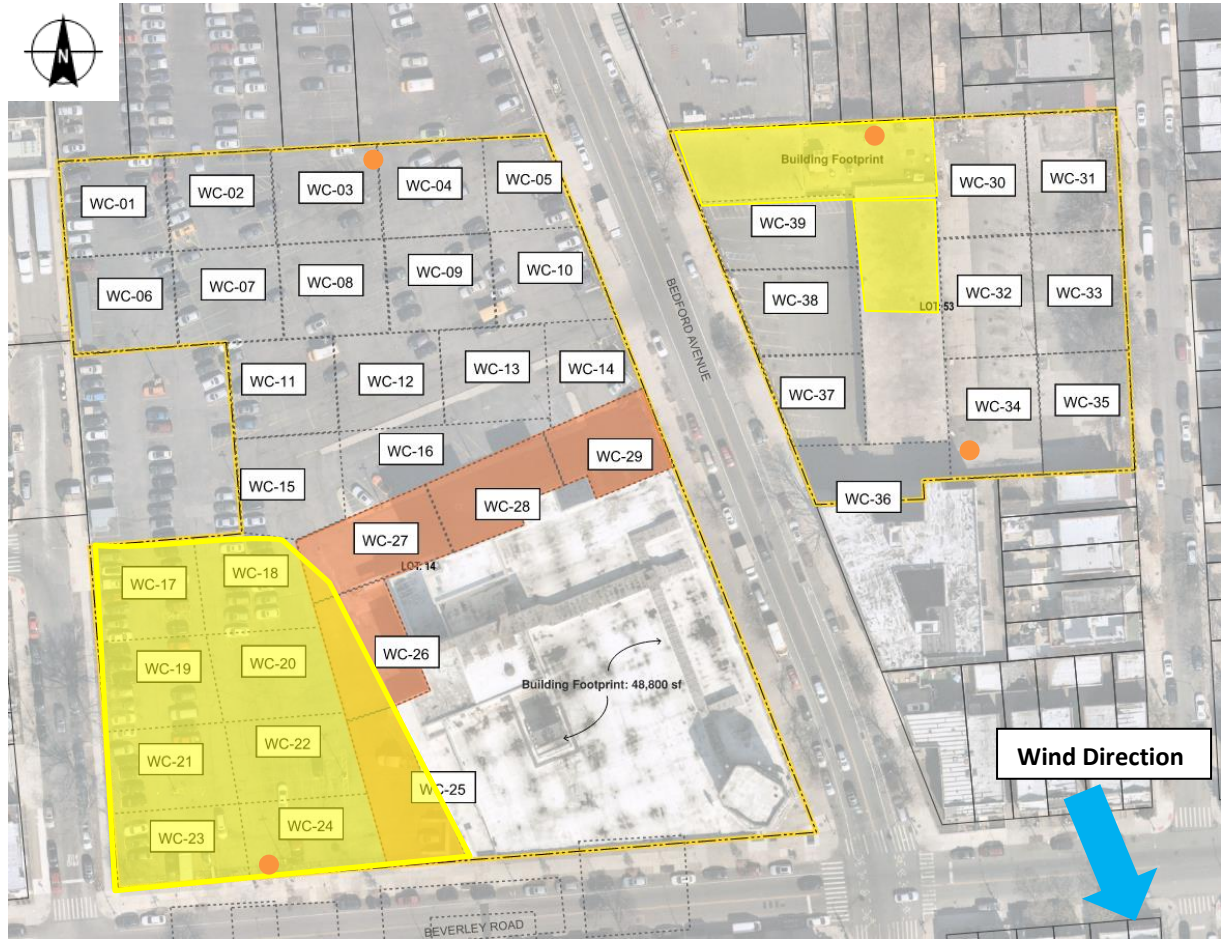 N
WC-01
WC-02
WC-03
WC-04
WC-05
WC-06
WC-07
WC-08
WC-09
WC-10
WC-11
WC-12
WC-13
WC-14
WC-15
WC-16
WC-17
WC-18
WC-19
WC-20
WC-21
WC-22
WC-23
WC-24
WC-25
WC-26
WC-27
WC-28
WC-29
LOT: 14
Building Footprint: 48,800 sf
BEDFORD AVENUE
BEVERLEY ROAD
Building Footprint
WC-30
WC-31
WC-39
WC-38
WC-32
WC-33
LOT: 53
WC-37
WC-34
WC-35
WC-36
Wind Direction